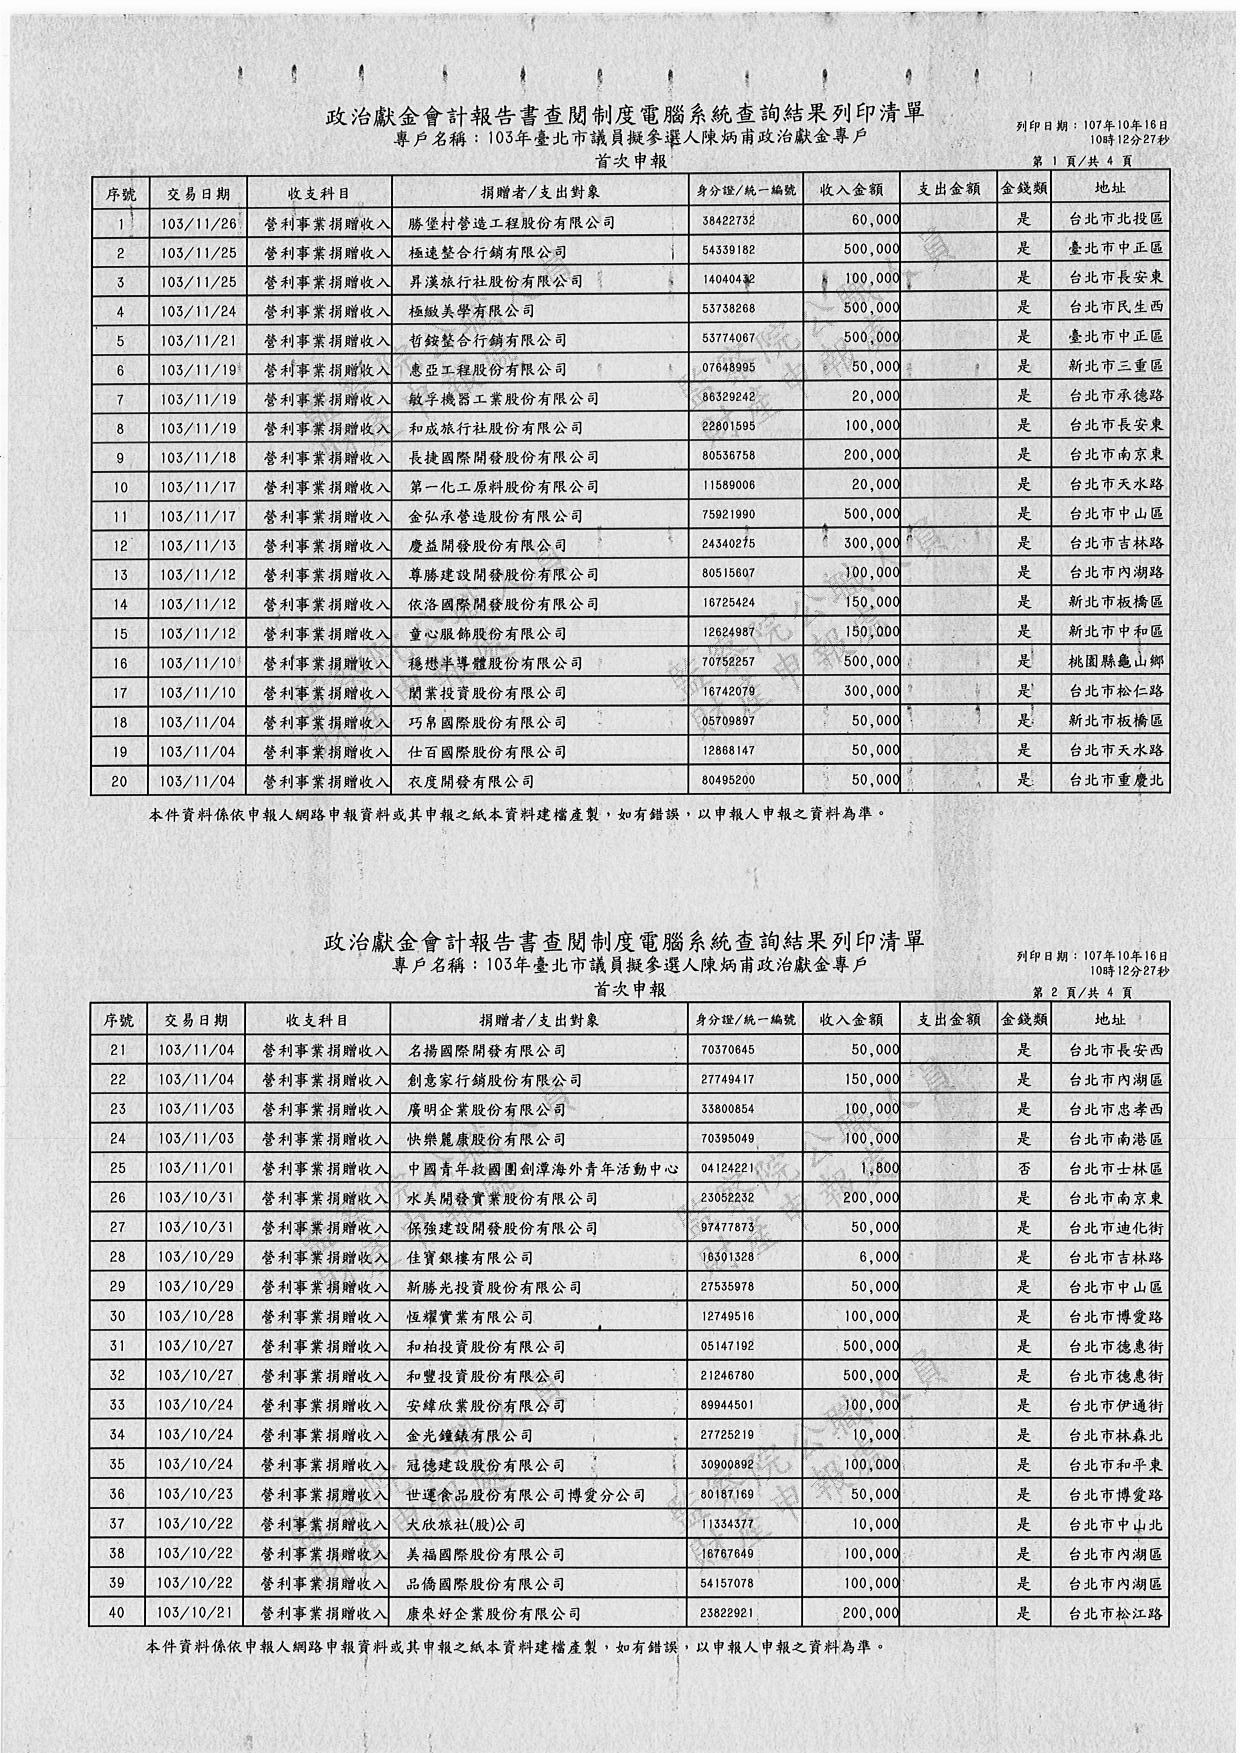 政治獻金會計報告書查閱制度電腦系統查詢結果列印清單
專戶名稱：103年臺北市議員擬參選人陳炳甫政治獻金專戶
列印日期：107年10年16日
10時12分27秒
首次申報
第 1 頁/共 4 頁
序號 交易日期 收支科目 捐贈者/支出對象 身分證/統一編號 收入金額 支出金額 金錢類 地址
1 103/11/26 營利事業捐贈收入 勝堡村營造工程股份有限公司 38422732 60,000 是 台北市北投區
2 103/11/25 營利事業捐贈收入 極速整合行銷有限公司 54339182 500,000 是 臺北市中正區
3 103/11/25 營利事業捐贈收入 昇漢旅行社股份有限公司 14040432 100,000 是 台北市長安東
4 103/11/24 營利事業捐贈收入 極緻美學有限公司 53738268 500,000 是 台北市民生西
5 103/11/21 營利事業捐贈收入 哲銨整合行銷有限公司 53774067 500,000 是 臺北市中正區
6 103/11/19 營利事業捐贈收入 惠亞工程股份有限公司 07648995 50,000 是 新北市三重區
7 103/11/19 營利事業捐贈收入 敏孚機器工業股份有限公司 86329242 20,000 是 台北市承德路
8 103/11/19 營利事業捐贈收入 和成旅行社股份有限公司 22801595 100,000 是 台北市長安東
9 103/11/18 營利事業捐贈收入 長捷國際開發股份有限公司 80536758 200,000 是 台北市南京東
10 103/11/17 營利事業捐贈收入 第一化工原料股份有限公司 11589006 20,000 是 台北市天水路
11 103/11/17 營利事業捐贈收入 金弘承營造股份有限公司 75921990 500,000 是 台北市中山區
12 103/11/13 營利事業捐贈收入 慶益開發股份有限公司 24340275 300,000 是 台北市吉林路
13 103/11/12 營利事業捐贈收入 尊勝建設開發股份有限公司 80515607 100,000 是 台北市內湖路
14 103/11/12 營利事業捐贈收入 依洛國際開發股份有限公司 16725424 150,000 是 新北市板橋區
15 103/11/12 營利事業捐贈收入 童心服飾股份有限公司 12624987 150,000 是 新北市中和區
16 103/11/10 營利事業捐贈收入 穩懋半導體股份有限公司 70752257 500,000 是 桃園縣龜山鄉
17 103/11/10 營利事業捐贈收入 閎業投資股份有限公司 16742079 300,000 是 台北市松仁路
18 103/11/04 營利事業捐贈收入 巧帛國際股份有限公司 05709897 50,000 是 新北市板橋區
19 103/11/04 營利事業捐贈收入 仕百國際股份有限公司 12868147 50,000 是 台北市天水路
20 103/11/04 營利事業捐贈收入 衣度開發有限公司 80495200 50,000 是 台北市重慶北
本件資料係依申報人網路申報資料或其申報之紙本資料建檔產製，如有錯誤，以申報人申報之資料為準。
政治獻金會計報告書查閱制度電腦系統查詢結果列印清單
專戶名稱：103年臺北市議員擬參選人陳炳甫政治獻金專戶
列印日期：107年10年16日
10時12分27秒
首次申報
第 2 頁/共 4 頁
序號 交易日期 收支科目 捐贈者/支出對象 身分證/統一編號 收入金額 支出金額 金錢類 地址
21 103/11/04 營利事業捐贈收入 名揚國際開發有限公司 70370645 50,000 是 台北市長安西
22 103/11/04 營利事業捐贈收入 創意家行銷股份有限公司 27749417 150,000 是 台北市內湖區
23 103/11/03 營利事業捐贈收入 廣明企業股份有限公司 33800854 100,000 是 台北市忠孝西
24 103/11/03 營利事業捐贈收入 快樂麗康股份有限公司 70395049 100,000 是 台北市南港區
25 103/11/01 營利事業捐贈收入 中國青年救國團劍潭海外青年活動中心 04124221 1,800 否 台北市士林區
26 103/10/31 營利事業捐贈收入 水美開發實業股份有限公司 23052232 200,000 是 台北市南京東
27 103/10/31 營利事業捐贈收入 保強建設開發股份有限公司 97477873 50,000 是 台北市迪化街
28 103/10/29 營利事業捐贈收入 佳寶銀樓有限公司 16301328 6,000 是 台北市吉林路
29 103/10/29 營利事業捐贈收入 新勝光投資股份有限公司 27535978 50,000 是 台北市中山區
30 103/10/28 營利事業捐贈收入 恆耀實業有限公司 12749516 100,000 是 台北市博愛路
31 103/10/27 營利事業捐贈收入 和柏投資股份有限公司 05147192 500,000 是 台北市德惠街
32 103/10/27 營利事業捐贈收入 和豐投資股份有限公司 21246780 500,000 是 台北市德惠街
33 103/10/24 營利事業捐贈收入 安緯欣業股份有限公司 89944501 100,000 是 台北市伊通街
34 103/10/24 營利事業捐贈收入 金光鐘錶有限公司 27725219 10,000 是 台北市林森北
35 103/10/24 營利事業捐贈收入 冠德建設股份有限公司 30900892 100,000 是 台北市和平東
36 103/10/23 營利事業捐贈收入 世運食品股份有限公司博愛分公司 80187169 50,000 是 台北市博愛路
37 103/10/22 營利事業捐贈收入 大欣旅社(股)公司 11334377 10,000 是 台北市中山北
38 103/10/22 營利事業捐贈收入 美福國際股份有限公司 16767649 100,000 是 台北市內湖區
39 103/10/22 營利事業捐贈收入 品僑國際股份有限公司 54157078 100,000 是 台北市內湖區
40 103/10/21 營利事業捐贈收入 康來好企業股份有限公司 23822921 200,000 是 台北市松江路
本件資料係依申報人網路申報資料或其申報之紙本資料建檔產製，如有錯誤，以申報人申報之資料為準。